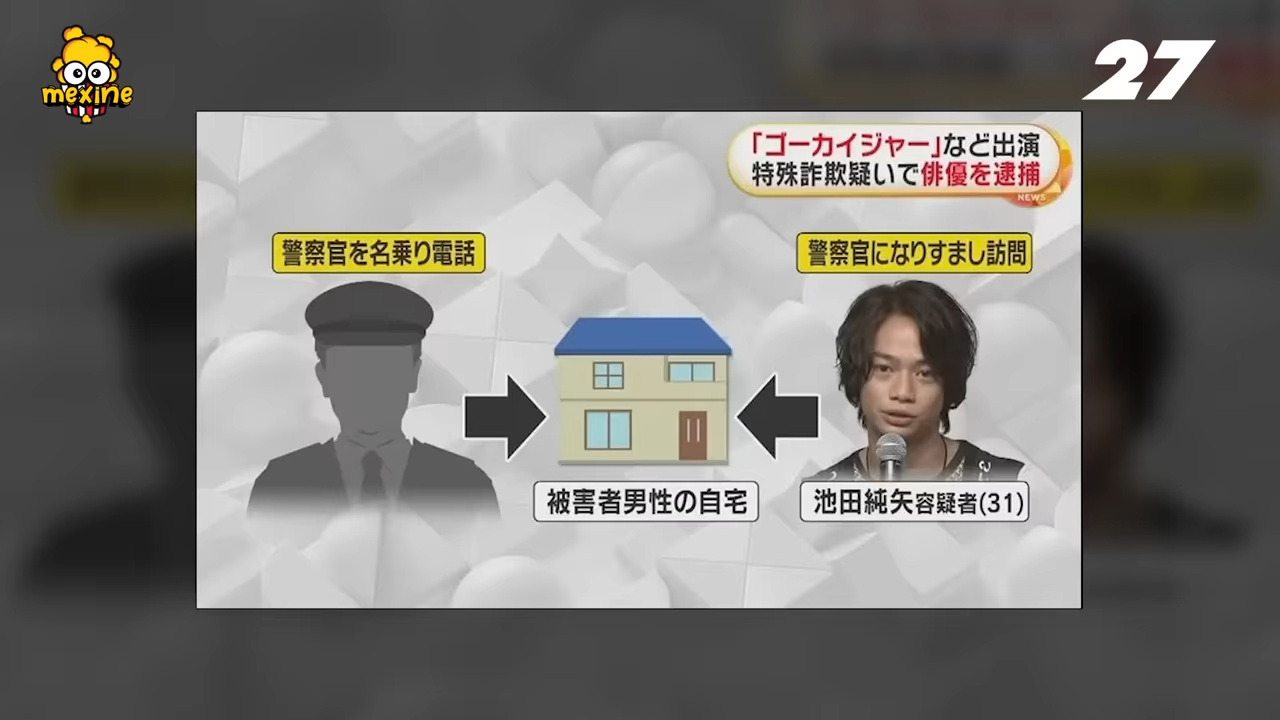 mexine
27
「ゴーカイジャー」など出演
特殊詐欺疑いで俳優を逮捕
NEWS
警察官を名乗り電話
警察官になりすまし訪問
被害者男性の自宅
池田純矢容疑者(31)